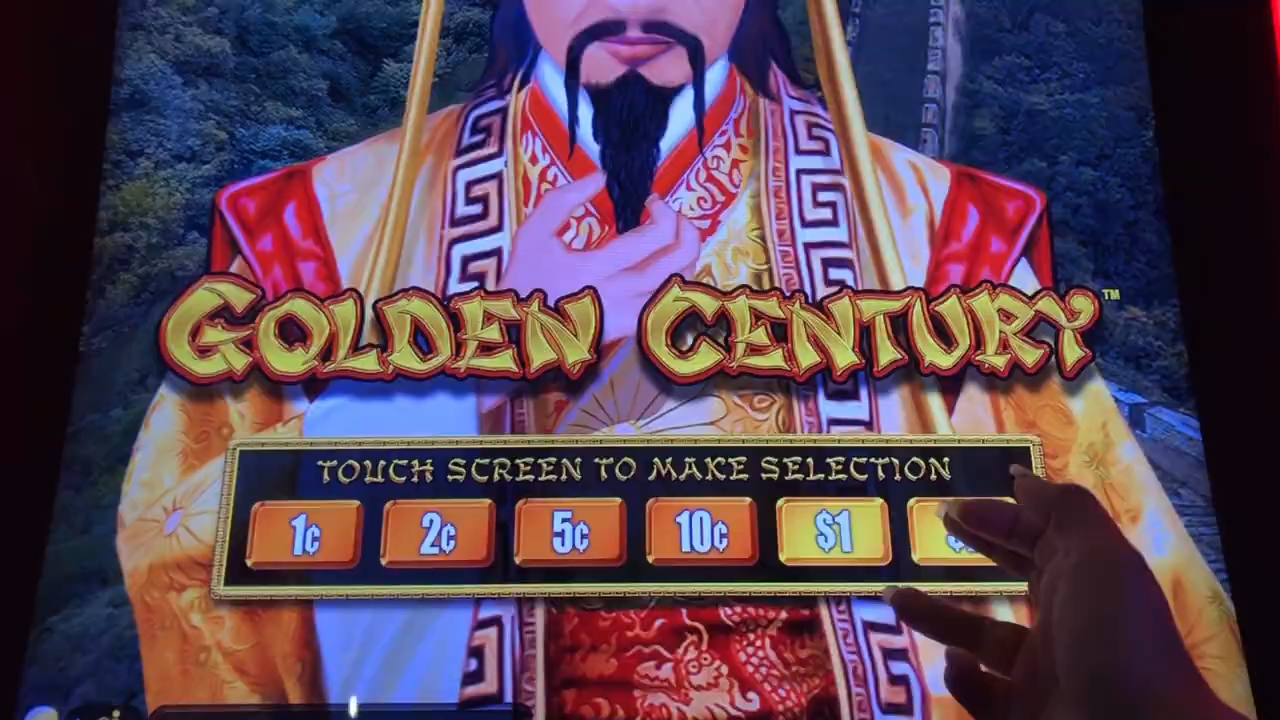 GOLDEN CENTURY™
TOUCH SCREEN TO MAKE SELECTION
1¢ 2¢ 5¢ 10¢ $1